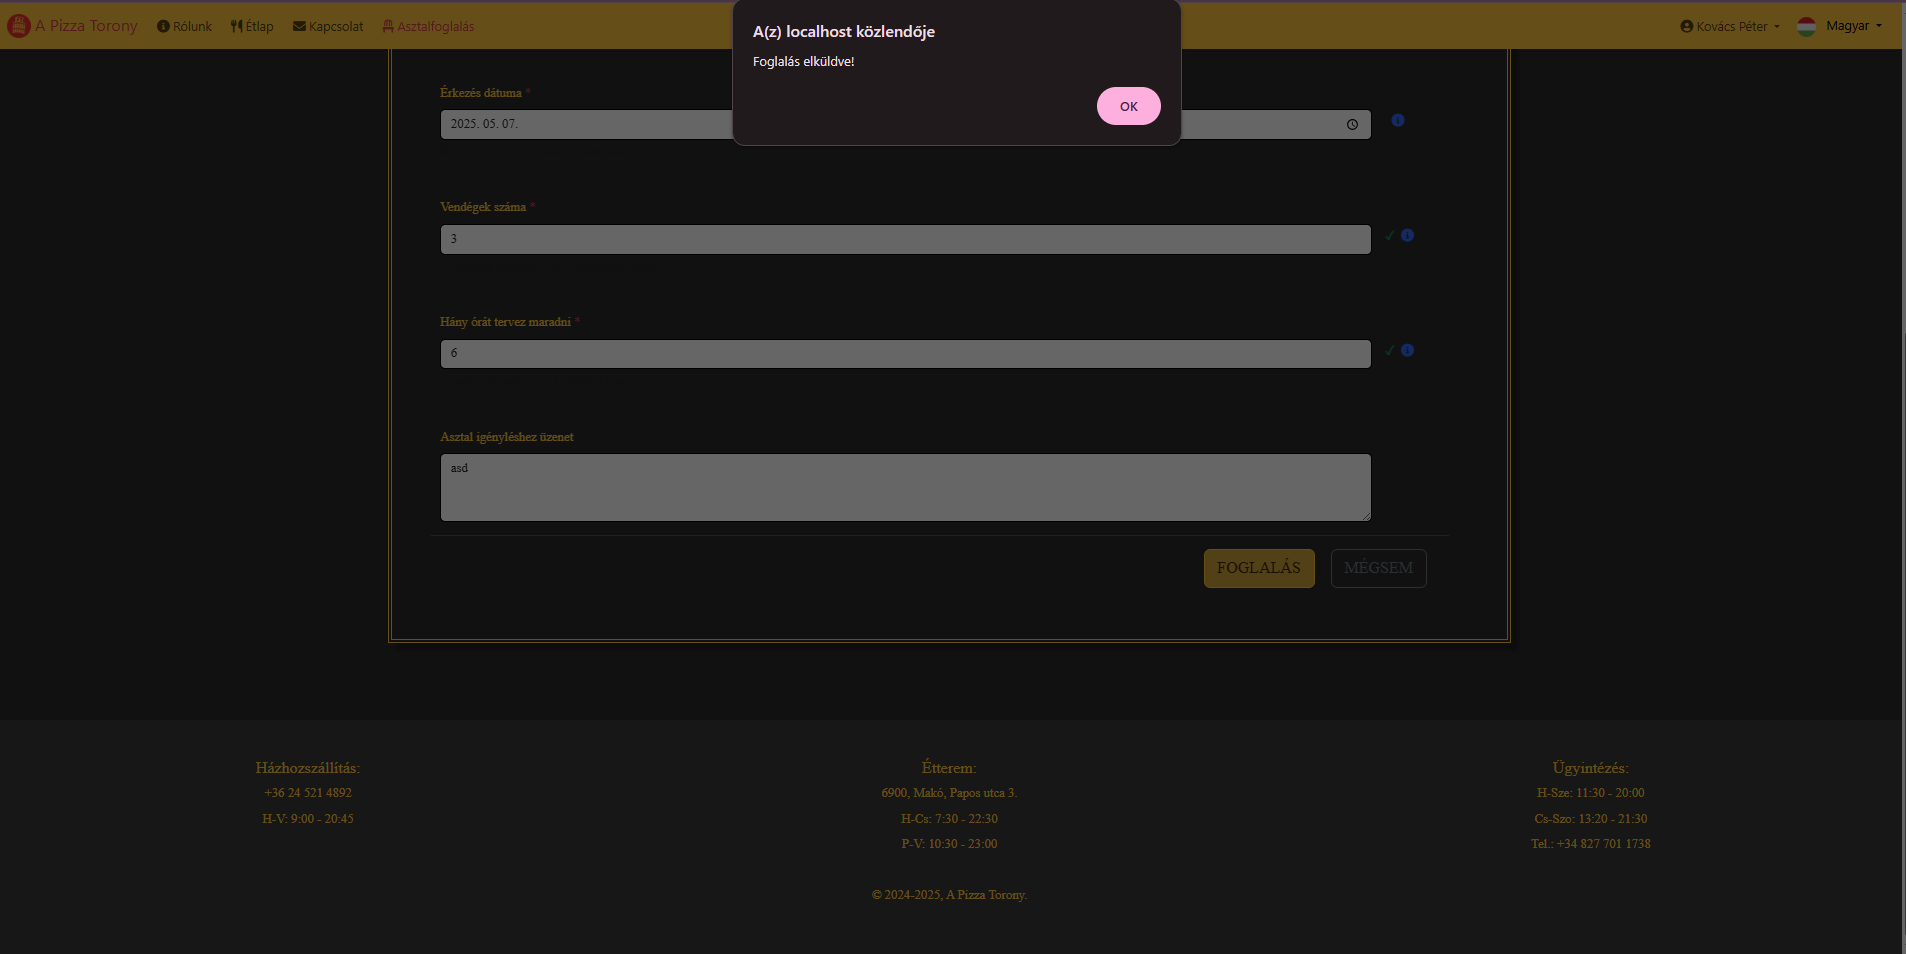 A Pizza Torony Rólunk Étlap Kapcsolat Asztalfoglalás Kovács Péter Magyar
A(z) localhost közlendője
Foglalás elküldve!
OK
Érkezés dátuma *
2025. 05. 07.
Vendégek száma *
3
Hány órát tervez maradni *
6
Asztal igényléshez üzenet
asd
FOGLALÁS MÉGSEM
Házhozszállítás:
+36 24 521 4892
H-V: 9:00 - 20:45
Étterem:
6900, Makó, Papos utca 3.
H-Cs: 7:30 - 22:30
P-V: 10:30 - 23:00
Ügyintézés:
H-Sze: 11:30 - 20:00
Cs-Szo: 13:20 - 21:30
Tel.: +34 827 701 1738
© 2024-2025, A Pizza Torony.